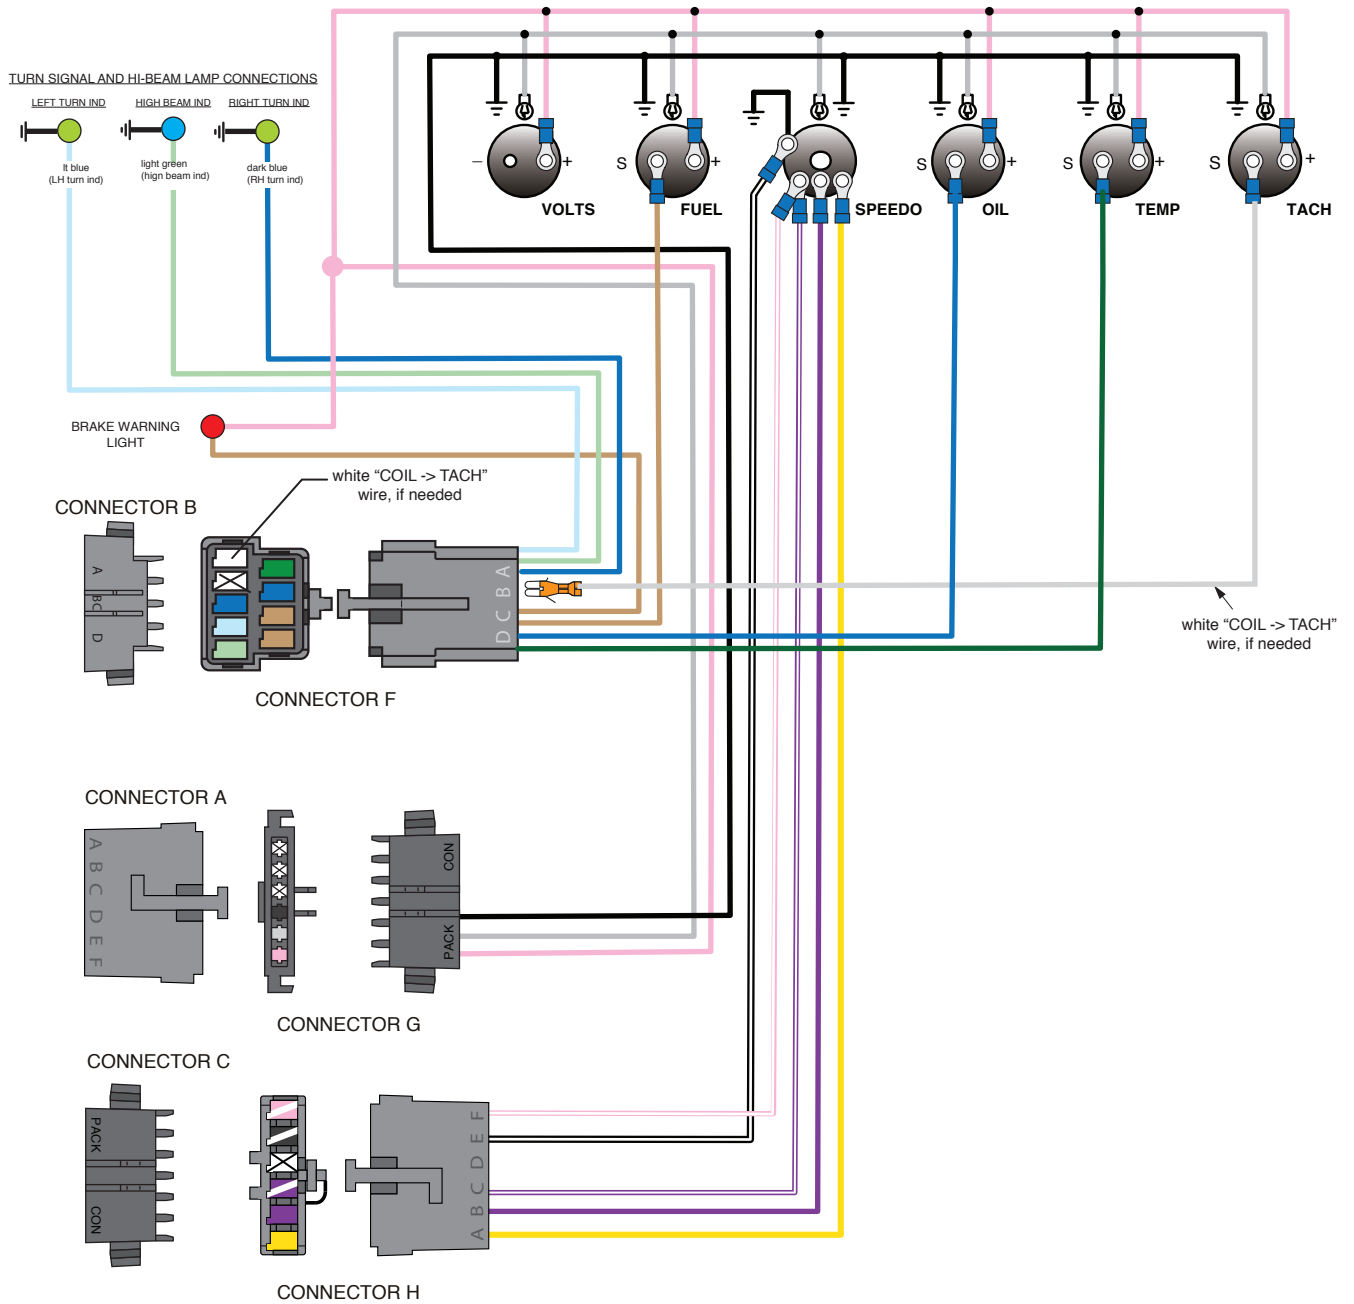 TURN SIGNAL AND HI-BEAM LAMP CONNECTIONS
LEFT TURN IND
HIGH BEAM IND
RIGHT TURN IND
lt blue
(LH turn ind)
light green
(hign beam ind)
dark blue
(RH turn ind)
– +
VOLTS
S +
FUEL
SPEEDO
S +
OIL
S +
TEMP
S +
TACH
BRAKE WARNING
LIGHT
white “COIL -> TACH”
wire, if needed
CONNECTOR B
A
BC
D
D C B A
white “COIL -> TACH”
wire, if needed
CONNECTOR F
CONNECTOR A
A B C D E F
CON
PACK
CONNECTOR G
CONNECTOR C
PACK
CON
A B C D E F
CONNECTOR H